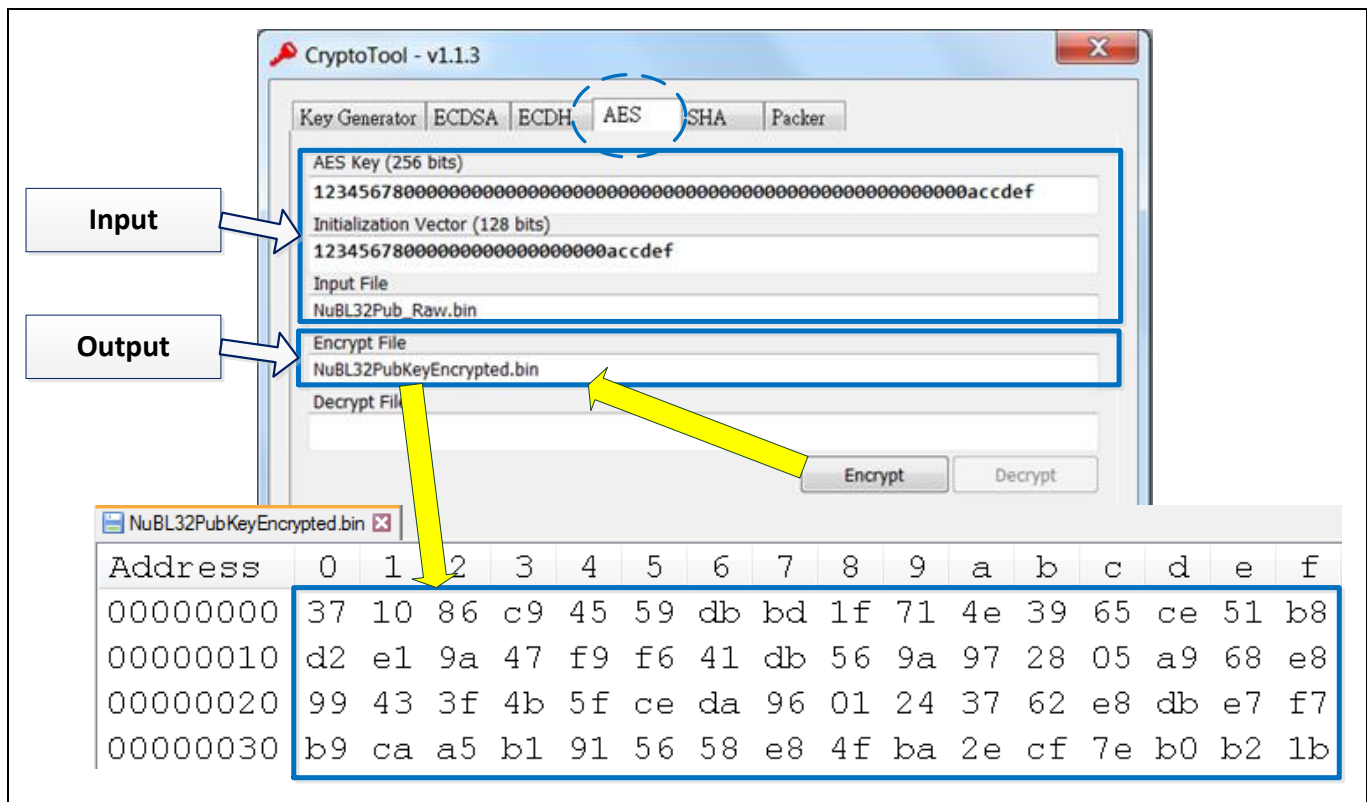 CryptoTool - v1.1.3
Key Generator ECDSA ECDH AES SHA Packer
AES Key (256 bits)
1234567800000000000000000000000000000000000000000000000000accdef
Input
Initialization Vector (128 bits)
12345678000000000000000000accdef
Input File
NuBL32Pub_Raw.bin
Output
Encrypt File
NuBL32PubKeyEncrypted.bin
Decrypt File
Encrypt Decrypt
NuBL32PubKeyEncrypted.bin
Address 0 1 2 3 4 5 6 7 8 9 a b c d e f
00000000 37 10 86 c9 45 59 db bd 1f 71 4e 39 65 ce 51 b8
00000010 d2 e1 9a 47 f9 f6 41 db 56 9a 97 28 05 a9 68 e8
00000020 99 43 3f 4b 5f ce da 96 01 24 37 62 e8 db e7 f7
00000030 b9 ca a5 b1 91 56 58 e8 4f ba 2e cf 7e b0 b2 1b